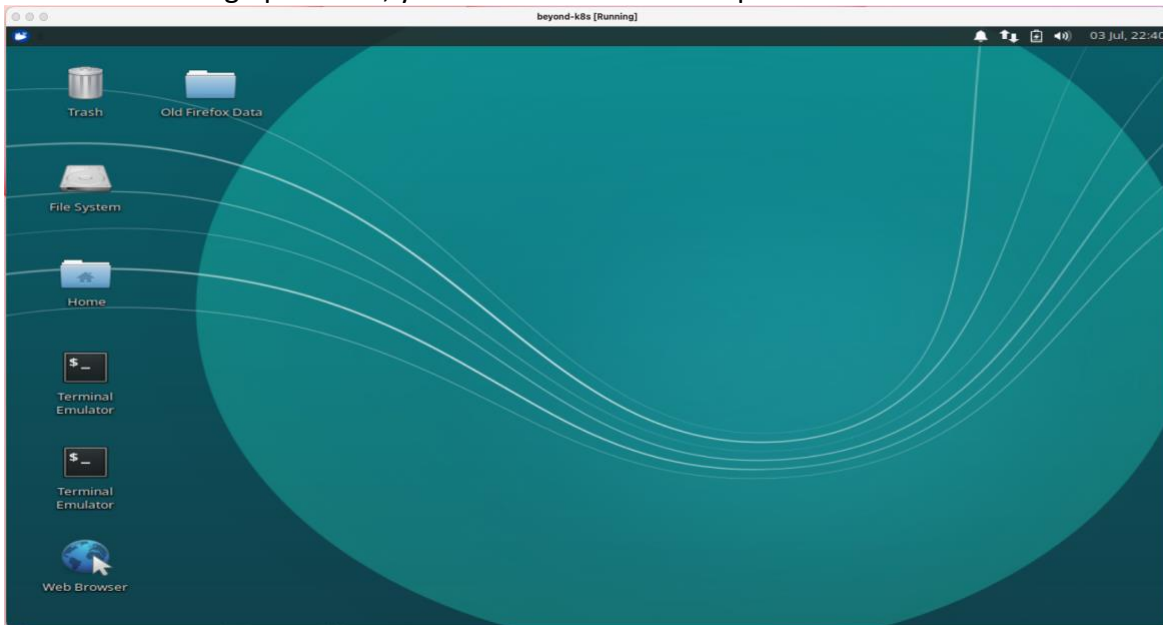 beyond-k8s [Running]
03 Jul, 22:40
Trash
Old Firefox Data
File System
Home
$_
Terminal
Emulator
$_
Terminal
Emulator
Web Browser